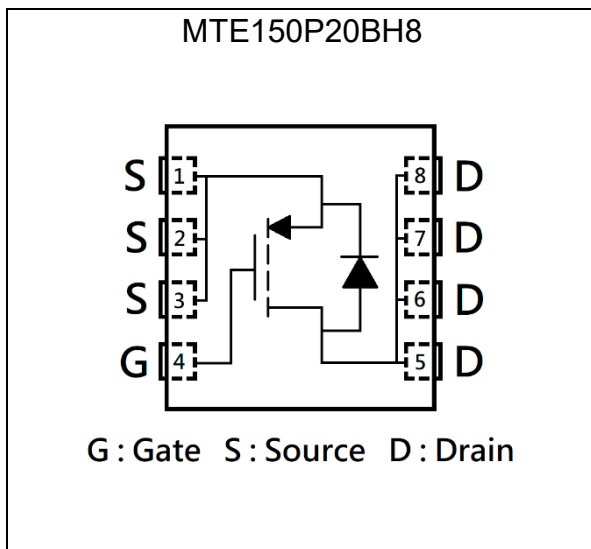 MTE150P20BH8
S 1 8 D
S 2 7 D
S 3 6 D
G 4 5 D
G : Gate S : Source D : Drain